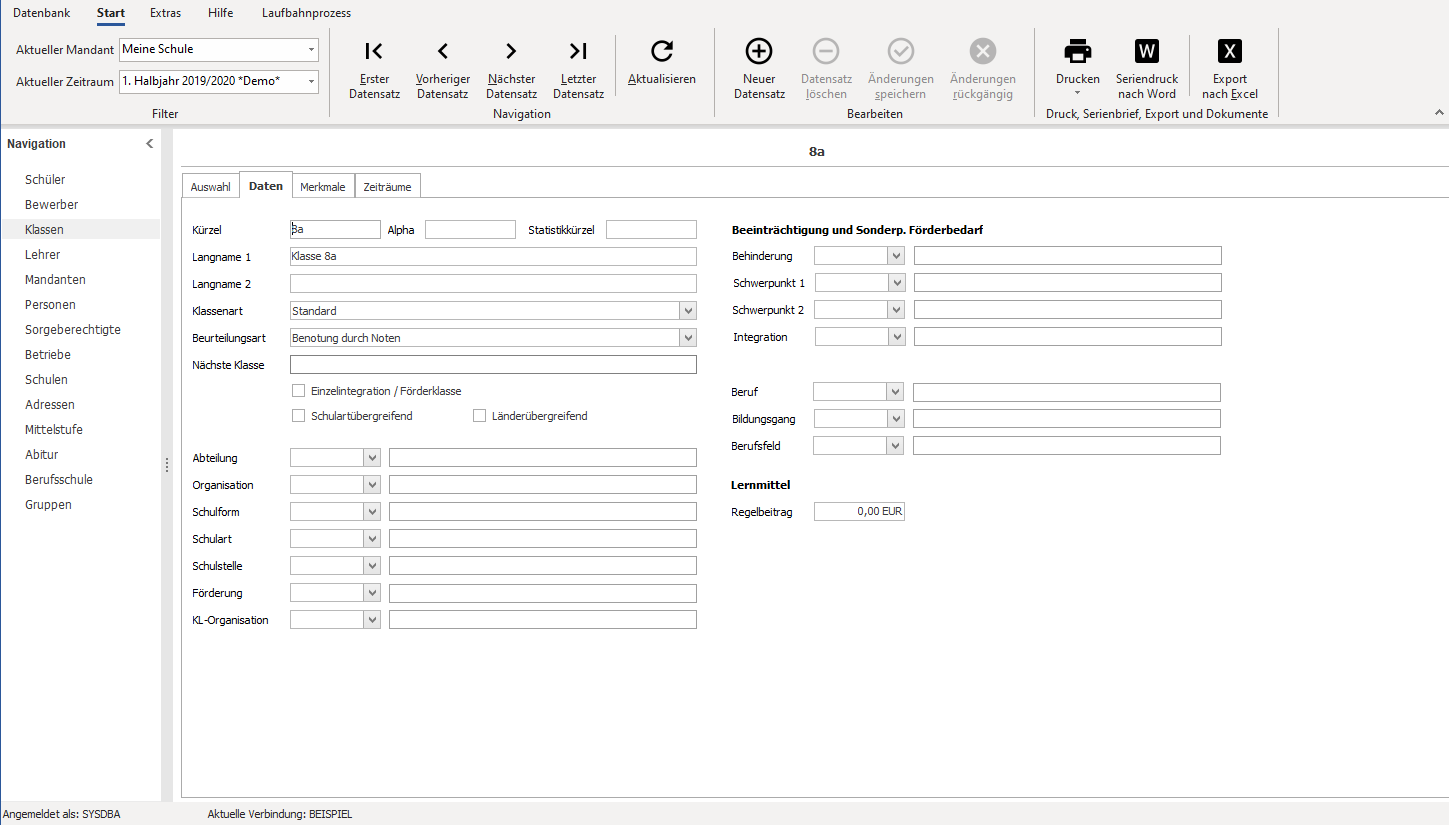 Datenbank Start Extras Hilfe Laufbahnprozess
Aktueller Mandant Meine Schule
Aktueller Zeitraum 1. Halbjahr 2019/2020 *Demo*
Filter
Erster Datensatz
Vorheriger Datensatz
Nächster Datensatz
Letzter Datensatz
Aktualisieren
Navigation
Neuer Datensatz
Datensatz löschen
Änderungen speichern
Änderungen rückgängig
Bearbeiten
Drucken
W
Seriendruck nach Word
X
Export nach Excel
Druck, Serienbrief, Export und Dokumente
Navigation
Schüler
Bewerber
Klassen
Lehrer
Mandanten
Personen
Sorgeberechtigte
Betriebe
Schulen
Adressen
Mittelstufe
Abitur
Berufsschule
Gruppen
8a
Auswahl Daten Merkmale Zeiträume
Kürzel 8a Alpha Statistikkürzel
Langname 1 Klasse 8a
Langname 2
Klassenart Standard
Beurteilungsart Benotung durch Noten
Nächste Klasse
Einzelintegration / Förderklasse
Schulartübergreifend Länderübergreifend
Abteilung
Organisation
Schulform
Schulart
Schulstelle
Förderung
KL-Organisation
Beeinträchtigung und Sonderp. Förderbedarf
Behinderung
Schwerpunkt 1
Schwerpunkt 2
Integration
Beruf
Bildungsgang
Berufsfeld
Lernmittel
Regelbeitrag 0,00 EUR
Angemeldet als: SYSDBA Aktuelle Verbindung: BEISPIEL